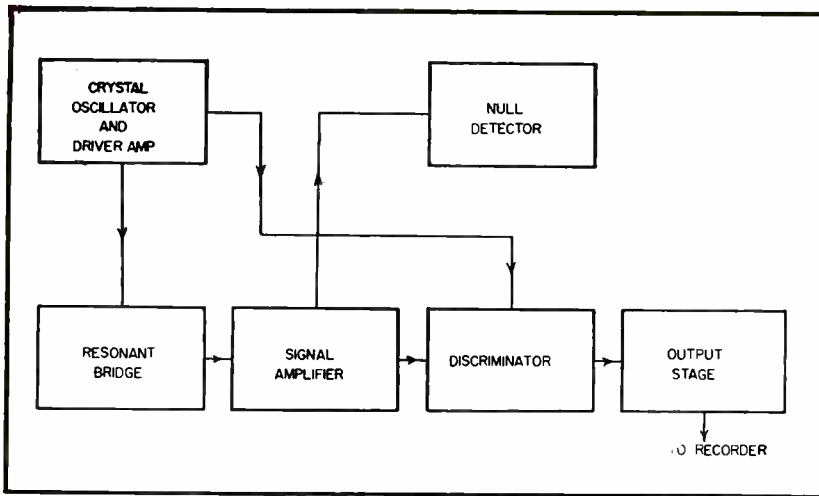 CRYSTAL
OSCILLATOR
AND
DRIVER AMP
NULL
DETECTOR
RESONANT
BRIDGE
SIGNAL
AMPLIFIER
DISCRIMINATOR
OUTPUT
STAGE
RECORDER